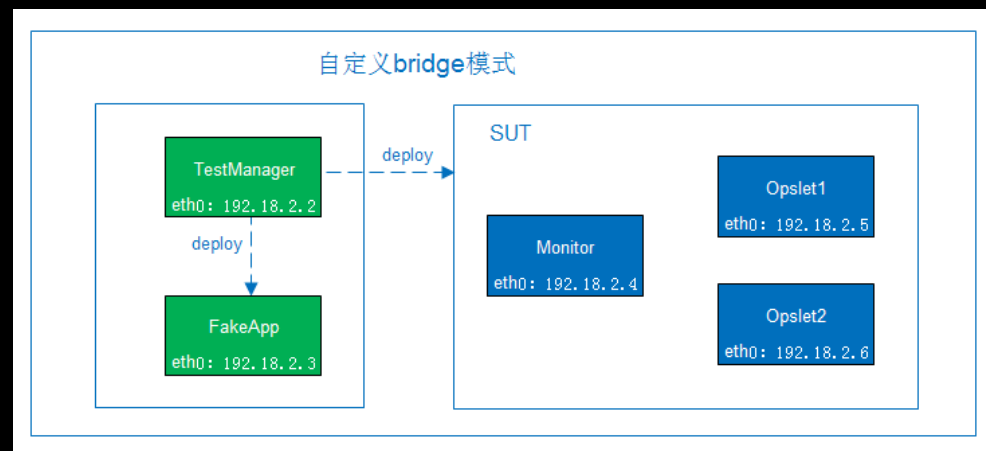 自定义bridge模式
TestManager
eth0: 192.18.2.2
deploy
FakeApp
eth0: 192.18.2.3
deploy
SUT
Monitor
eth0: 192.18.2.4
Opslet1
eth0: 192.18.2.5
Opslet2
eth0: 192.18.2.6